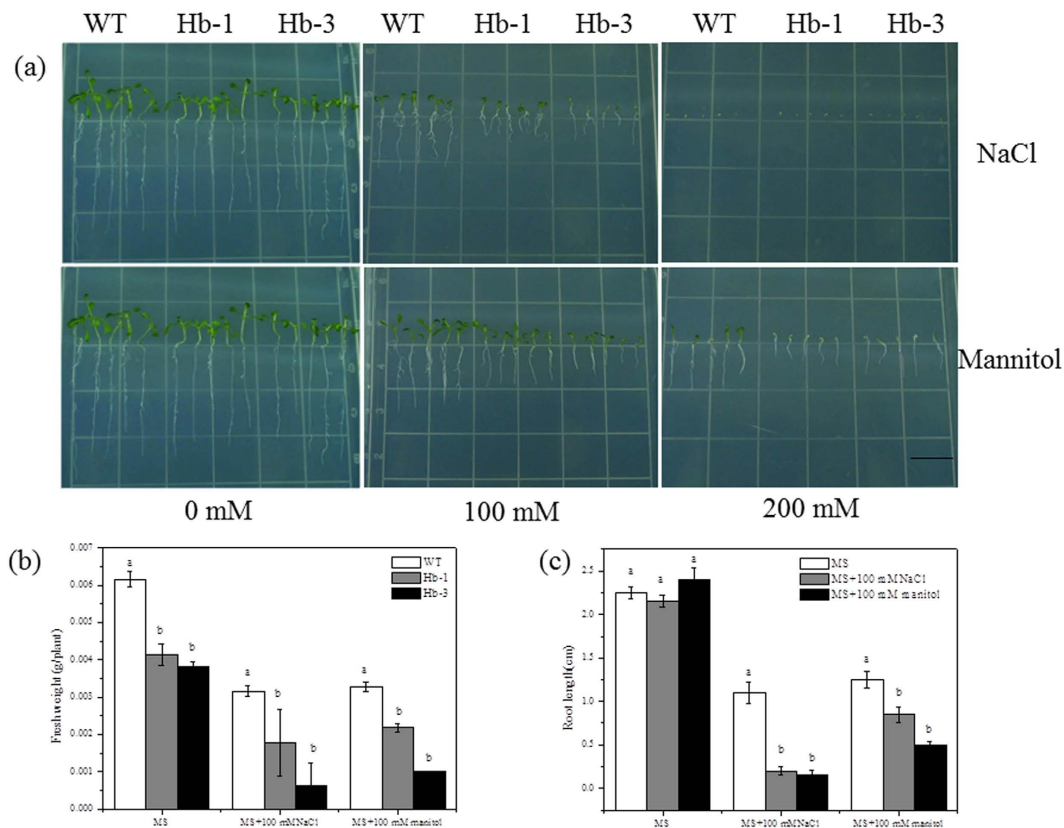 WT Hb-1 Hb-3 WT Hb-1 Hb-3 WT Hb-1 Hb-3
(a)
NaCl
Mannitol
0 mM 100 mM 200 mM
(b)
0.007
0.006
0.005
0.004
0.003
0.002
0.001
0.000
Fresh weight (g/plant)
WT
Hb-1
Hb-3
a
b
b
a
b
b
a
b
b
MS MS+100 mMNaCl MS+100 mM manitol
(c)
2.5
2.0
1.5
1.0
0.5
0.0
Root length(cm)
MS
MS+100 mMNaCl
MS+100 mM manitol
a
a
a
a
b
b
a
b
b
MS MS+100 mMNaCl MS+100 mM manitol